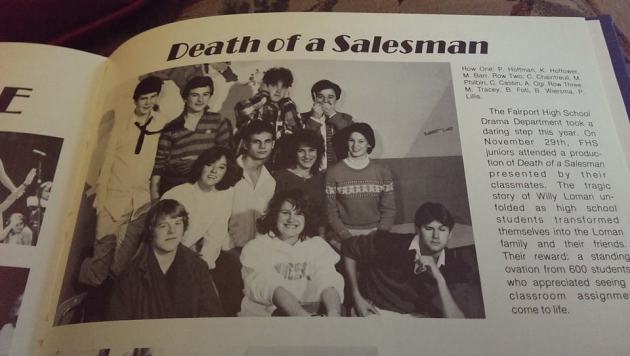 E
Death of a Salesman
Row One: P. Hoffman, K. Hoffower,
M. Barr. Row Two; C. Chaintreuil, M.
Philbin, C. Cassin, A. Ogi. Row Three:
M. Tracey, B. Foti, B. Wiersma, P.
Lillis.
The Fairport High School
Drama Department took a
daring step this year. On
November 29th, FHS
juniors attended a produc-
tion of Death of a Salesman
presented by their
classmates. The tragic
story of Willy Loman un-
folded as high school
students transformed
themselves into the Loman
family and their friends.
Their reward: a standing
ovation from 600 students
who appreciated seeing
classroom assignme
come to life.